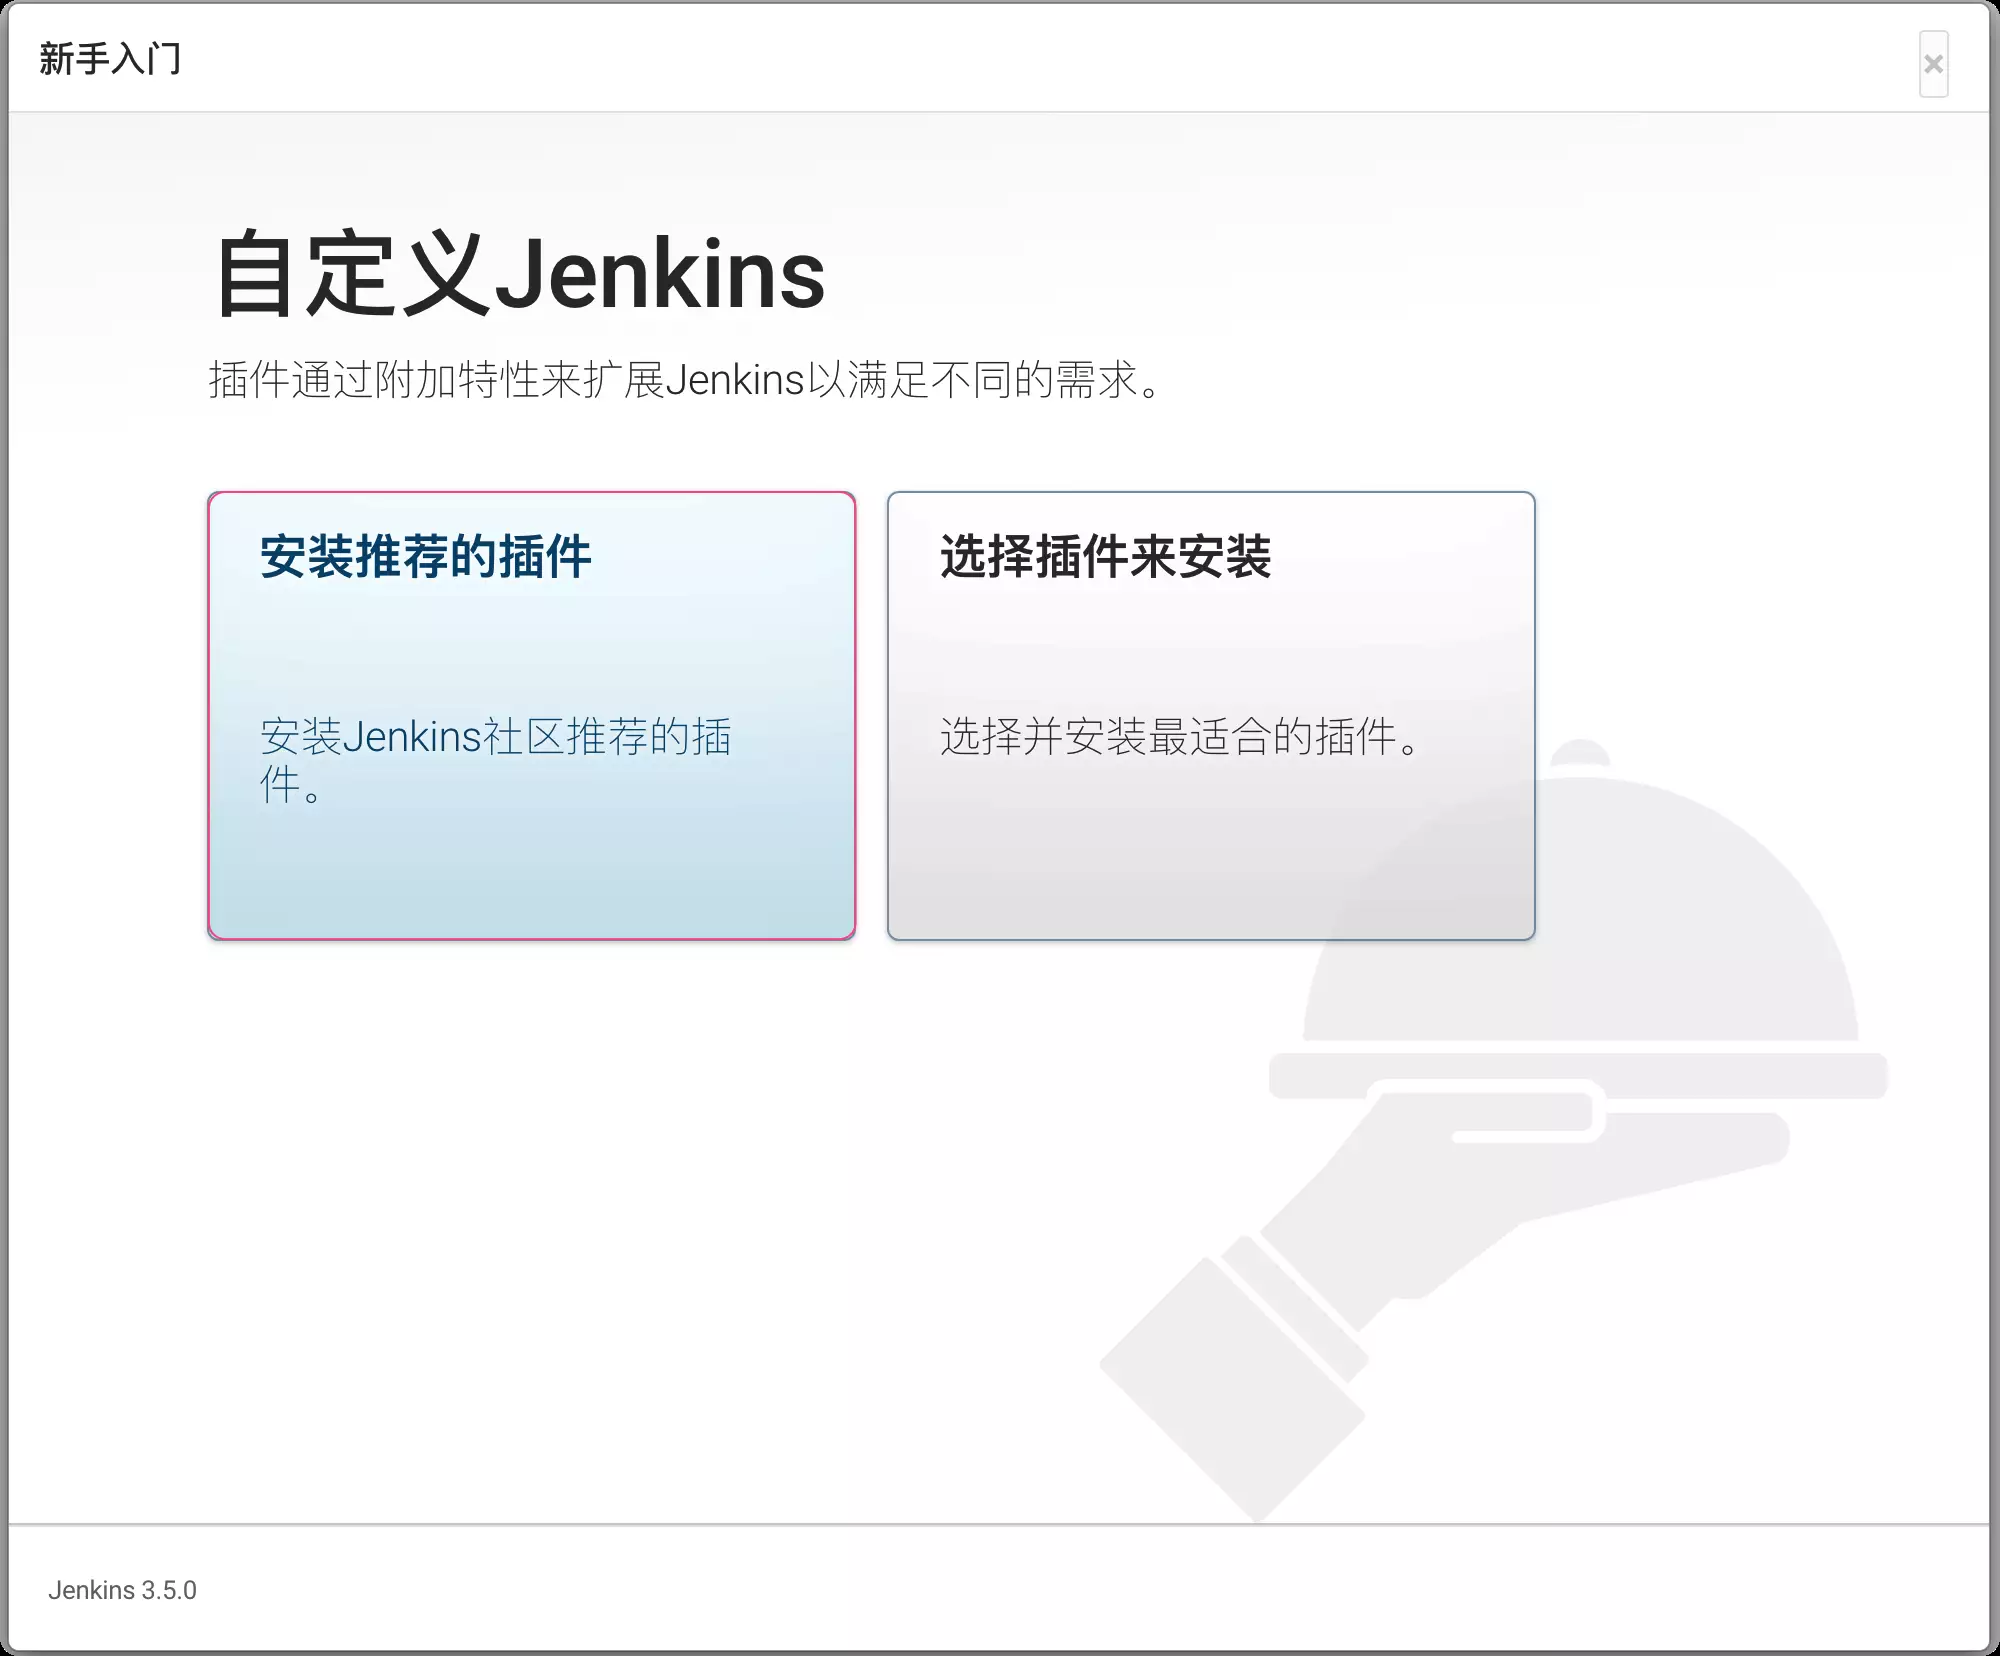 新手入门
×
自定义Jenkins
插件通过附加特性来扩展Jenkins以满足不同的需求。
安装推荐的插件
安装Jenkins社区推荐的插
件。
选择插件来安装
选择并安装最适合的插件。
Jenkins 3.5.0